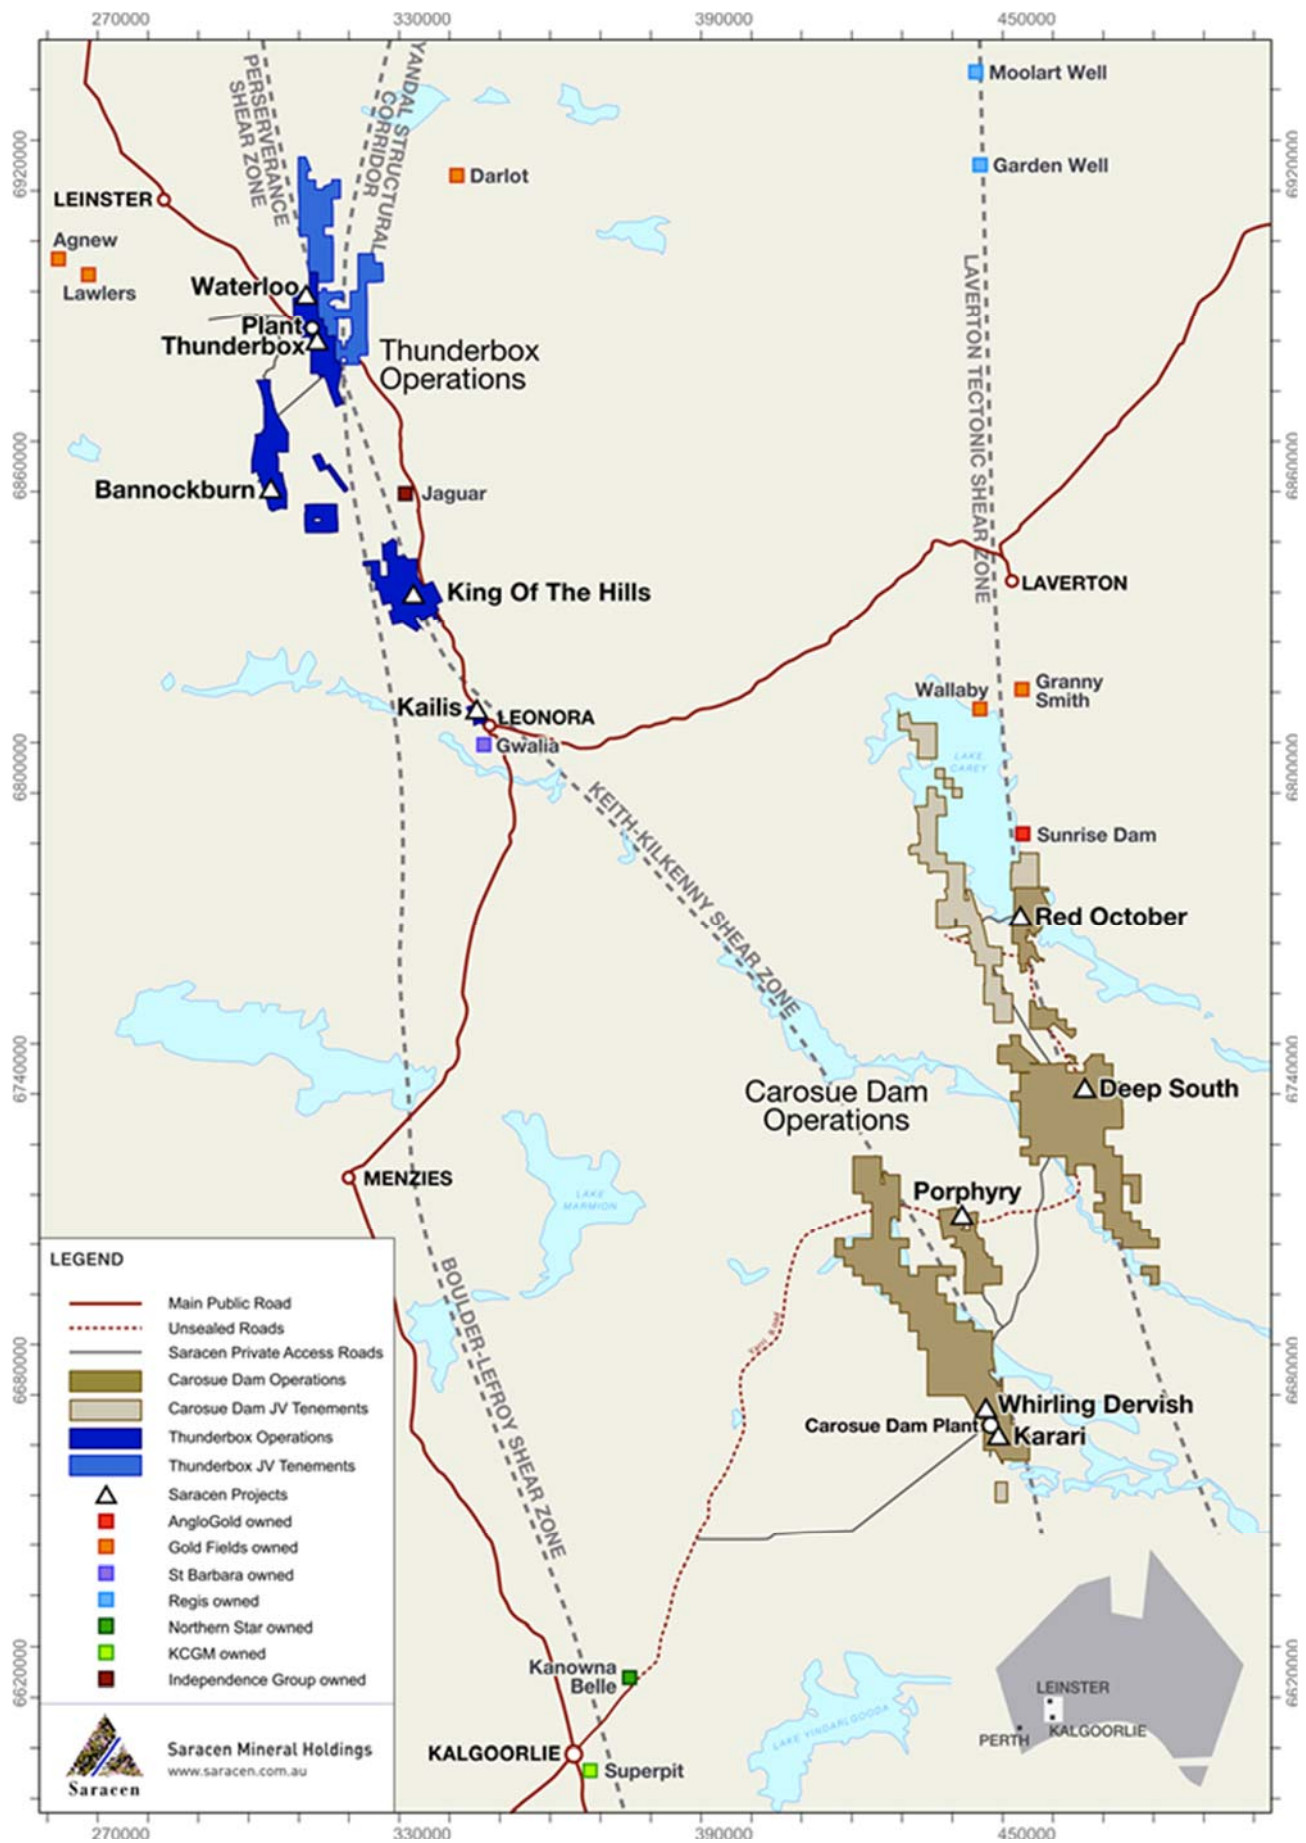 270000
330000
390000
450000
PERSERVERANCE
SHEAR ZONE
YANDAL STRUCTURAL
CORRIDOR
Moolart Well
6920000
6920000
Garden Well
Darlot
LEINSTER
Agnew
Lawlers
Waterloo
Plant
Thunderbox
Thunderbox
Operations
LAVERTON TECTONIC SHEAR ZONE
6860000
6860000
Bannockburn
Jaguar
King Of The Hills
LAVERTON
Kailis
LEONORA
Gwalia
Wallaby
Granny
Smith
6800000
6800000
LAKE
CAREY
KEITH-KILKENNY SHEAR ZONE
Sunrise Dam
Red October
6740000
6740000
Carosue Dam
Operations
Deep South
MENZIES
LAKE
MARMION
Porphyry
BOULDER-LEFROY SHEAR ZONE
6680000
6680000
Whirling Dervish
Carosue Dam Plant
Karari
LEGEND
Main Public Road
Unsealed Roads
Saracen Private Access Roads
Carosue Dam Operations
Carosue Dam JV Tenements
Thunderbox Operations
Thunderbox JV Tenements
Saracen Projects
AngloGold owned
Gold Fields owned
St Barbara owned
Regis owned
Northern Star owned
KCGM owned
Independence Group owned
Saracen
Saracen Mineral Holdings
www.saracen.com.au
6620000
6620000
Kanowna
Belle
KALGOORLIE
Superpit
LAKE YINDARLGOODA
LEINSTER
PERTH
KALGOORLIE
270000
330000
390000
450000